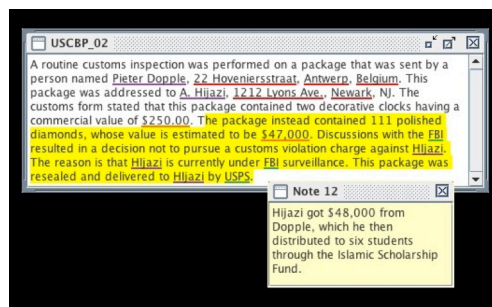 USCBP_02
A routine customs inspection was performed on a package that was sent by a
person named Pieter Dopple, 22 Hoveniersstraat, Antwerp, Belgium. This
package was addressed to A. Hijazi, 1212 Lyons Ave., Newark, NJ. The
customs form stated that this package contained two decorative clocks having a
commercial value of $250.00. The package instead contained 111 polished
diamonds, whose value is estimated to be $47,000. Discussions with the FBI
resulted in a decision not to pursue a customs violation charge against HIjazi.
The reason is that HIjazi is currently under FBI surveillance. This package was
resealed and delivered to HIjazi by USPS.
Note 12
Hijazi got $48,000 from
Dopple, which he then
distributed to six students
through the Islamic Scholarship
Fund.